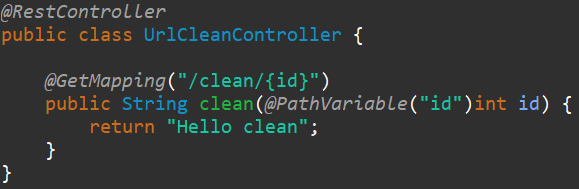 @RestController
public class UrlCleanController {
@GetMapping("/clean/{id}")
public String clean(@PathVariable("id")int id) {
return "Hello clean";
}
}